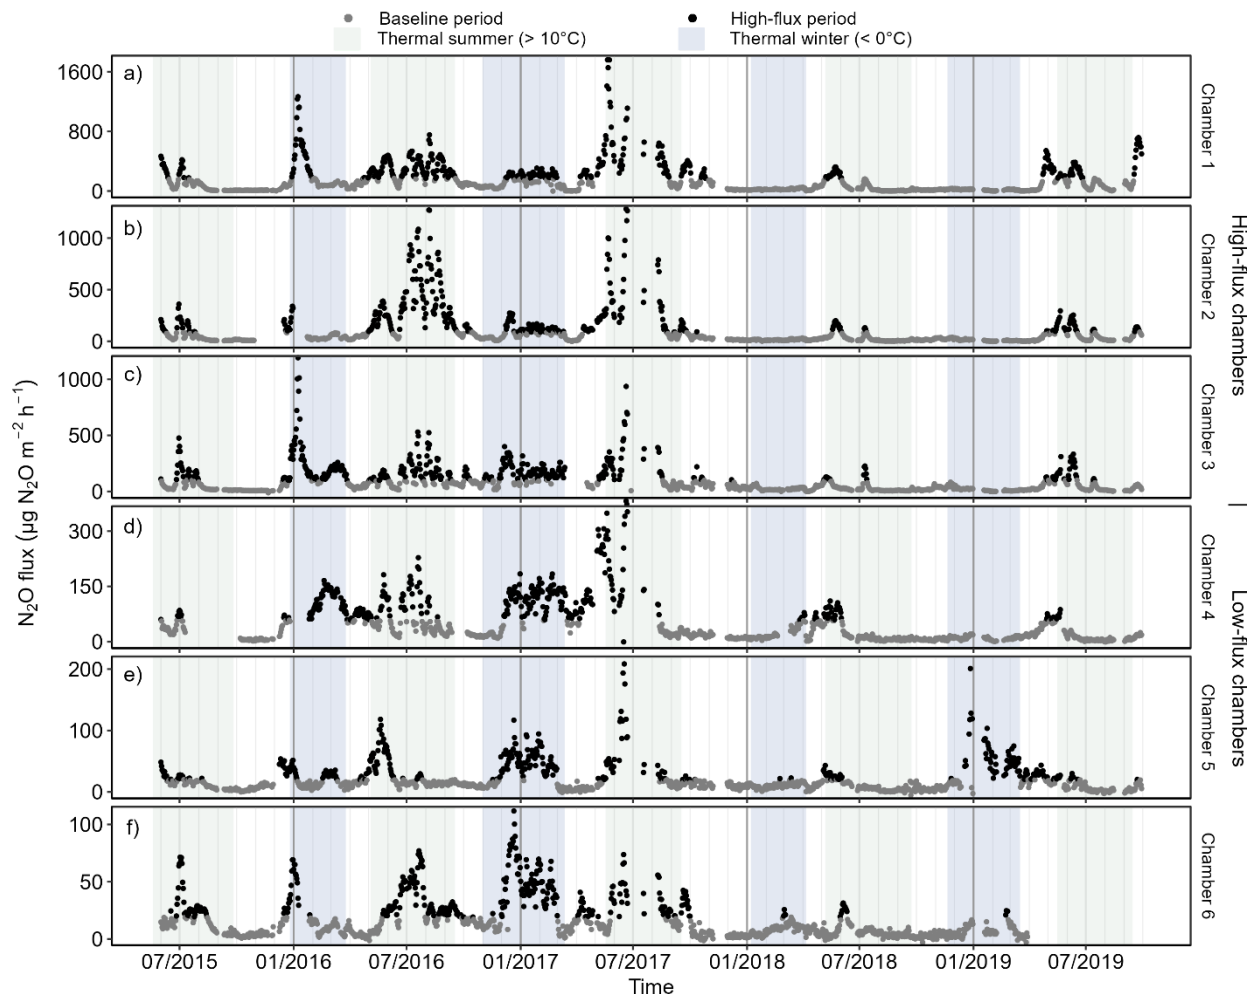 Baseline period
High-flux period
Thermal summer (> 10°C)
Thermal winter (< 0°C)
a)
1600
800
0
Chamber 1
b)
1000
500
0
Chamber 2
c)
1000
500
0
Chamber 3
d)
300
150
0
Chamber 4
e)
200
100
0
Chamber 5
f)
100
50
0
Chamber 6
High-flux chambers
|
Low-flux chambers
N₂O flux (µg N₂O m⁻² h⁻¹)
07/2015
01/2016
07/2016
01/2017
07/2017
01/2018
07/2018
01/2019
07/2019
Time